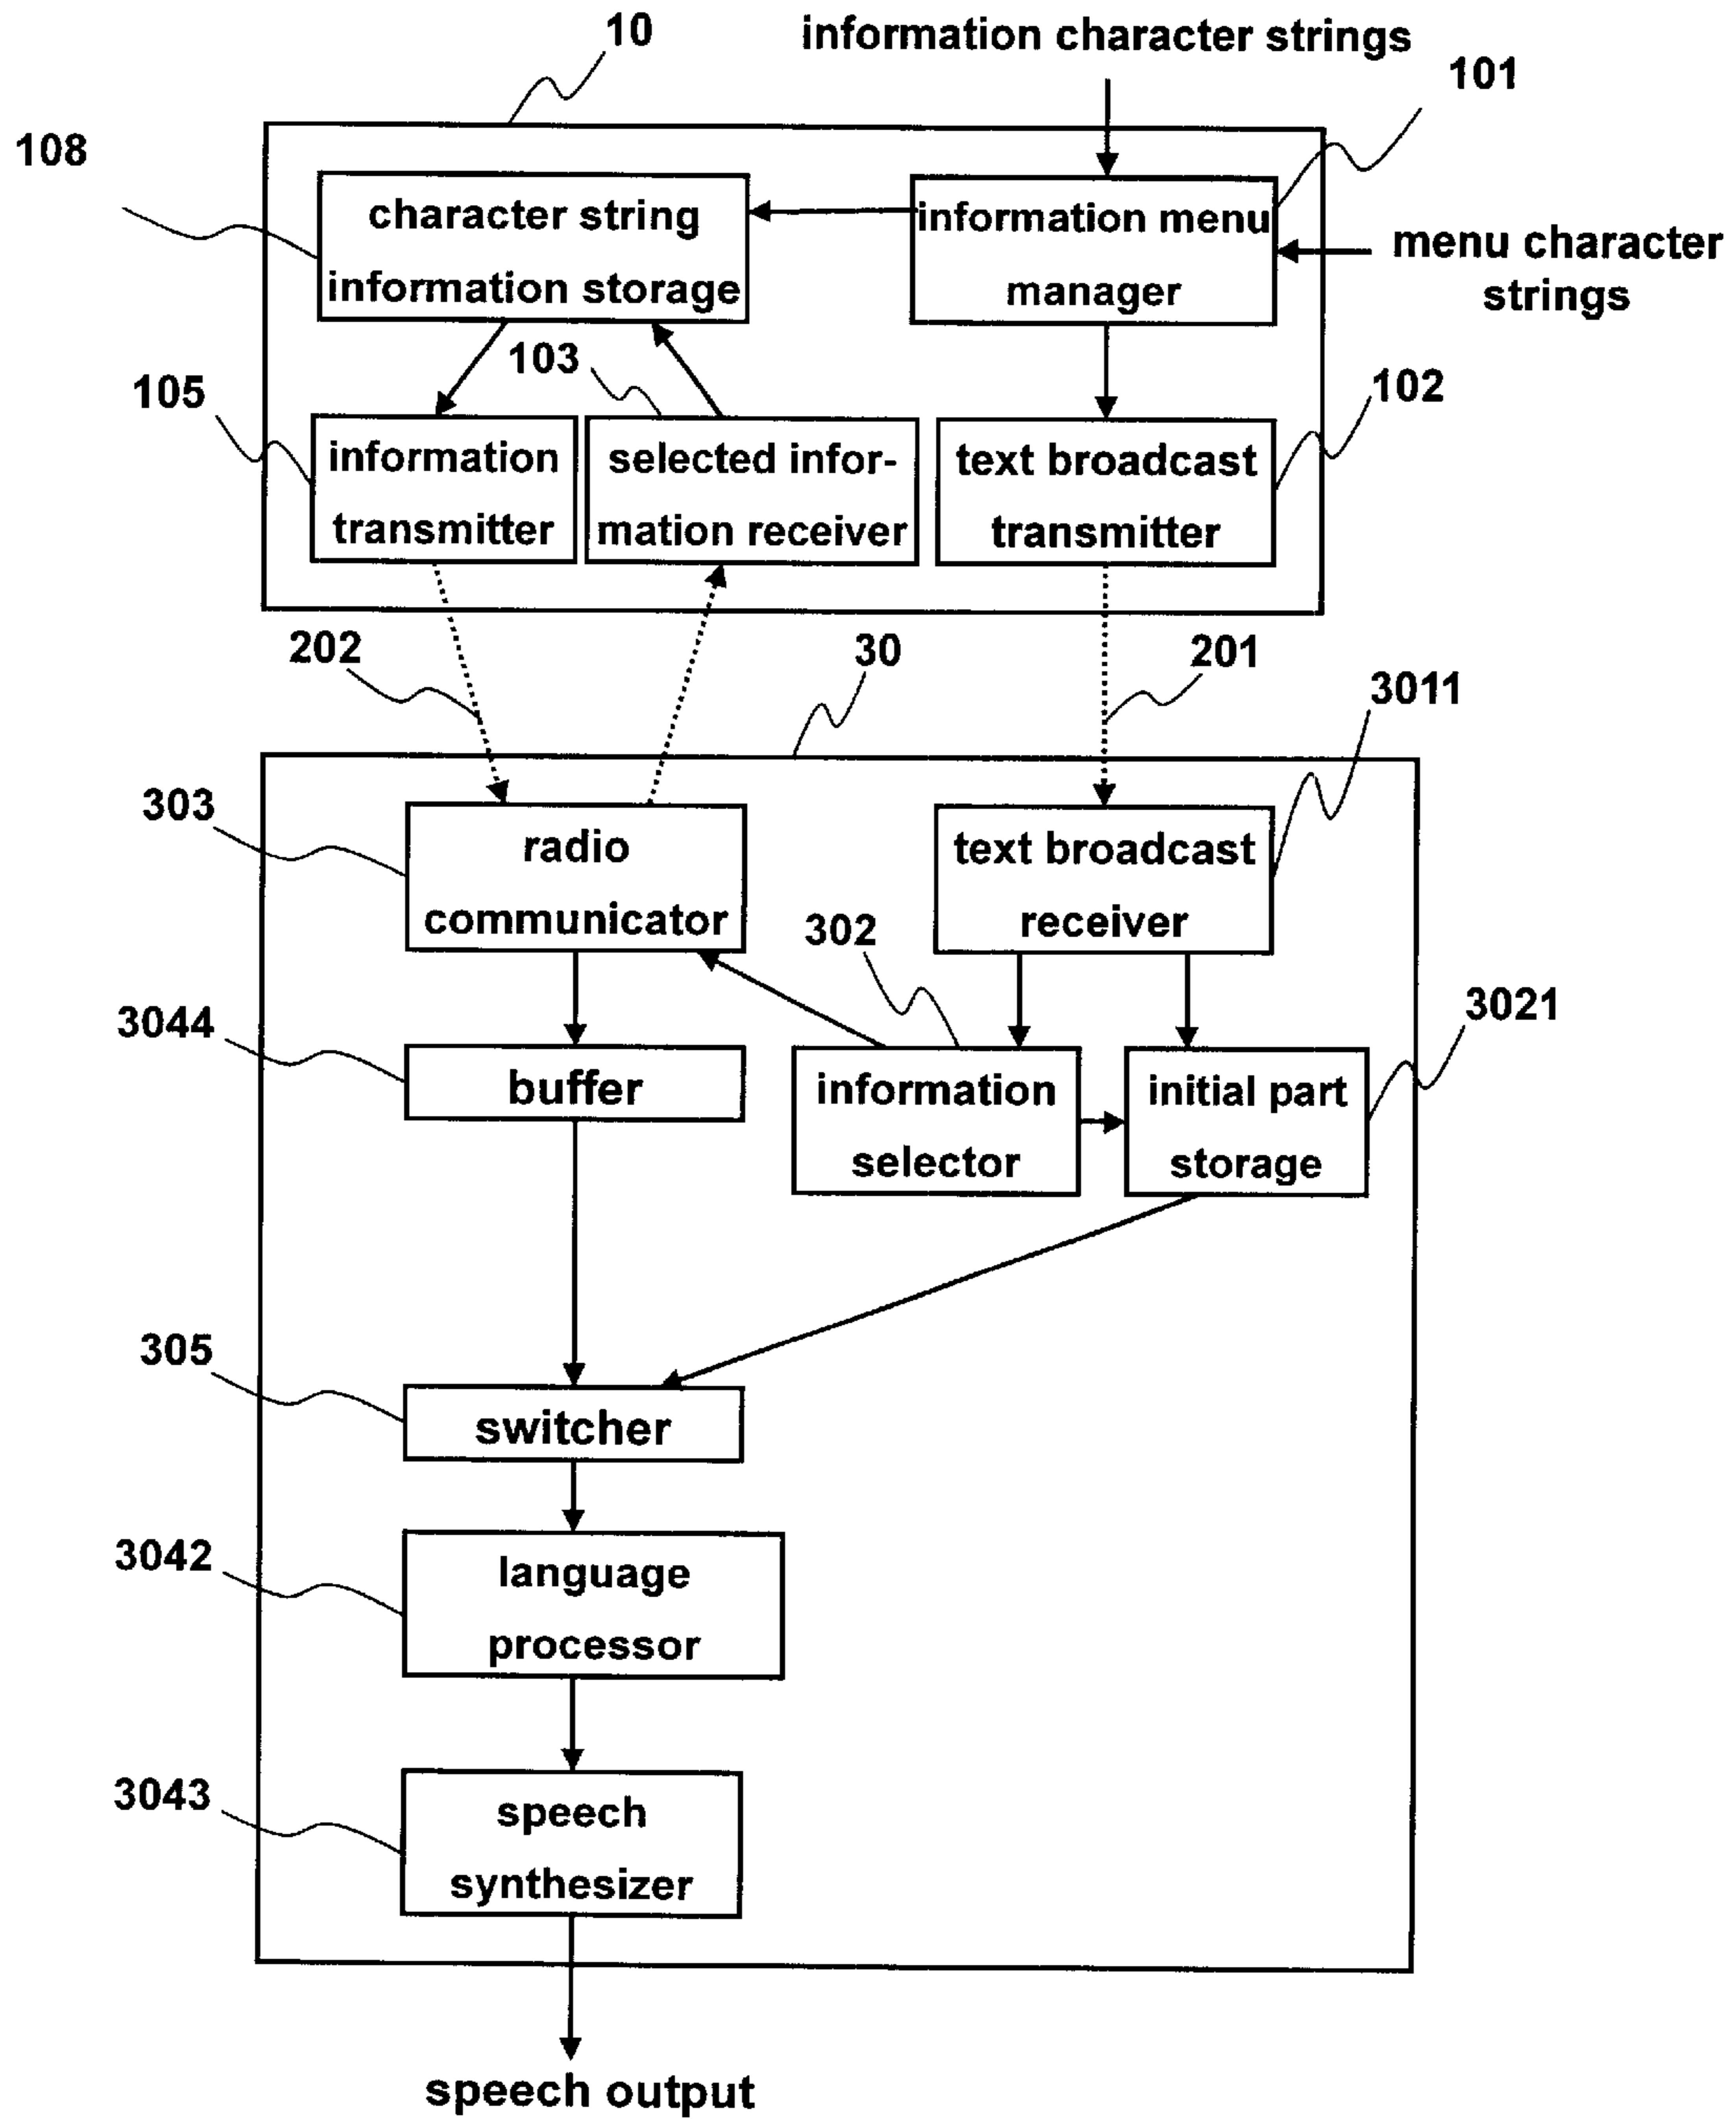 10
information character strings
101
108
character string
information storage
information menu
manager
menu character
strings
103
105
102
information
transmitter
selected infor-
mation receiver
text broadcast
transmitter
202
30
201
3011
303
radio
communicator
text broadcast
receiver
302
3044
3021
buffer
information
selector
initial part
storage
305
switcher
3042
language
processor
3043
speech
synthesizer
speech output